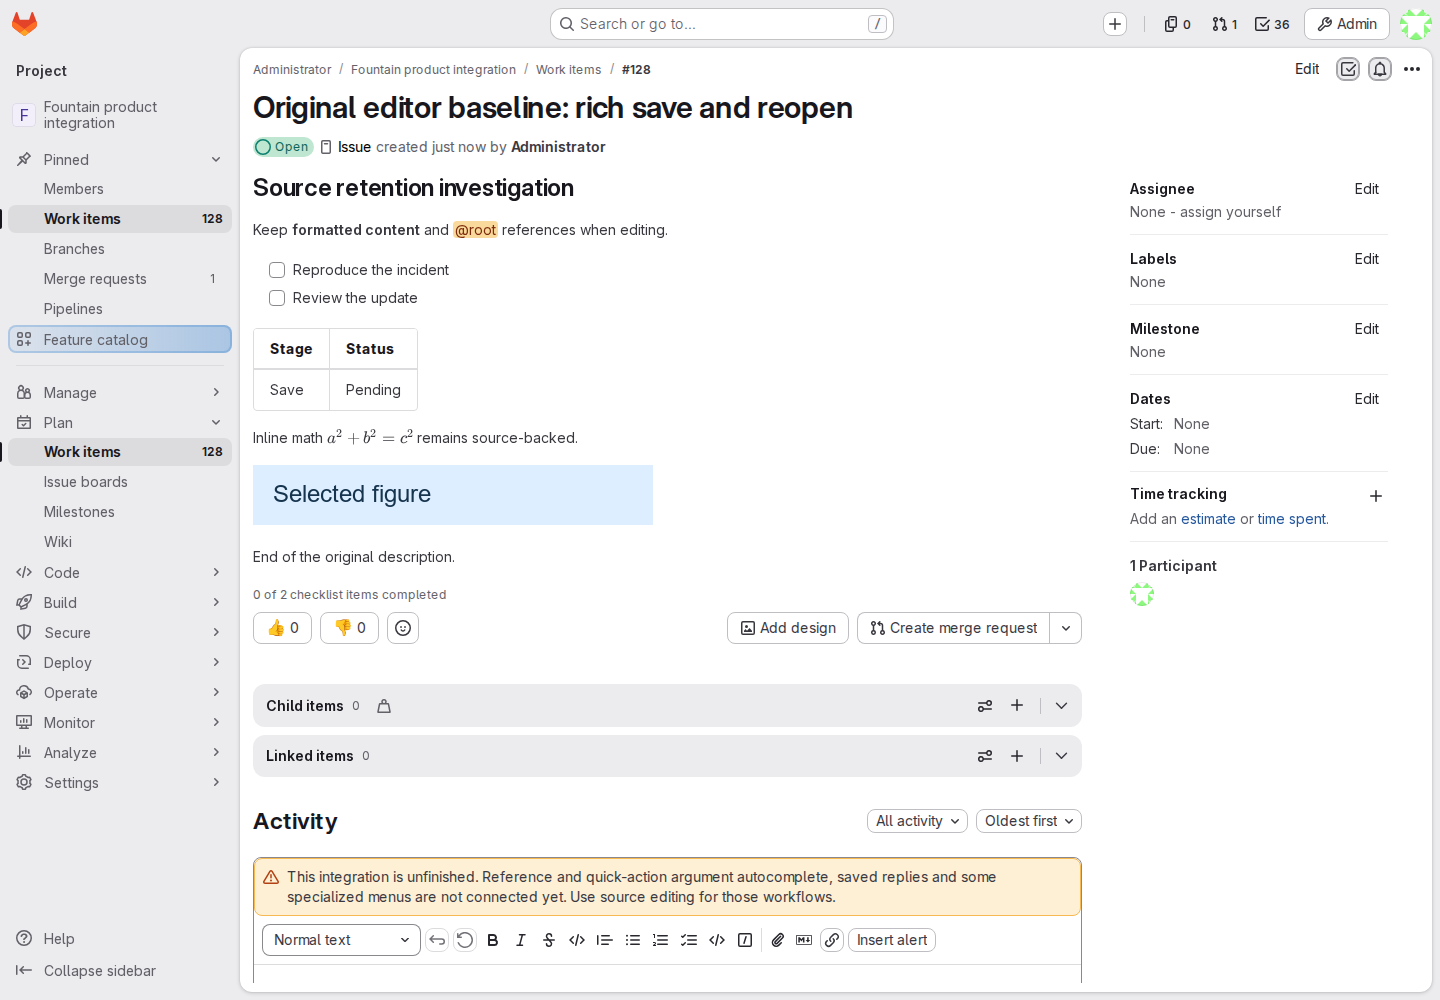 Search or go to...
/
0
1
36
Admin
Project
F
Fountain product
integration
Pinned
Members
Work items
128
Branches
Merge requests
1
Pipelines
Feature catalog
Manage
Plan
Work items
128
Issue boards
Milestones
Wiki
Code
Build
Secure
Deploy
Operate
Monitor
Analyze
Settings
Help
Collapse sidebar
Administrator / Fountain product integration / Work items / #128
Edit
Original editor baseline: rich save and reopen
Open
Issue created just now by Administrator
Source retention investigation
Keep formatted content and @root references when editing.
Reproduce the incident
Review the update
Stage Status
Save Pending
Inline math a² + b² = c² remains source-backed.
Selected figure
End of the original description.
0 of 2 checklist items completed
👍 0
👎 0
Add design
Create merge request
Child items 0
Linked items 0
Activity
All activity
Oldest first
This integration is unfinished. Reference and quick-action argument autocomplete, saved replies and some
specialized menus are not connected yet. Use source editing for those workflows.
Normal text
Insert alert
Assignee
Edit
None - assign yourself
Labels
Edit
None
Milestone
Edit
None
Dates
Edit
Start: None
Due: None
Time tracking
Add an estimate or time spent.
1 Participant